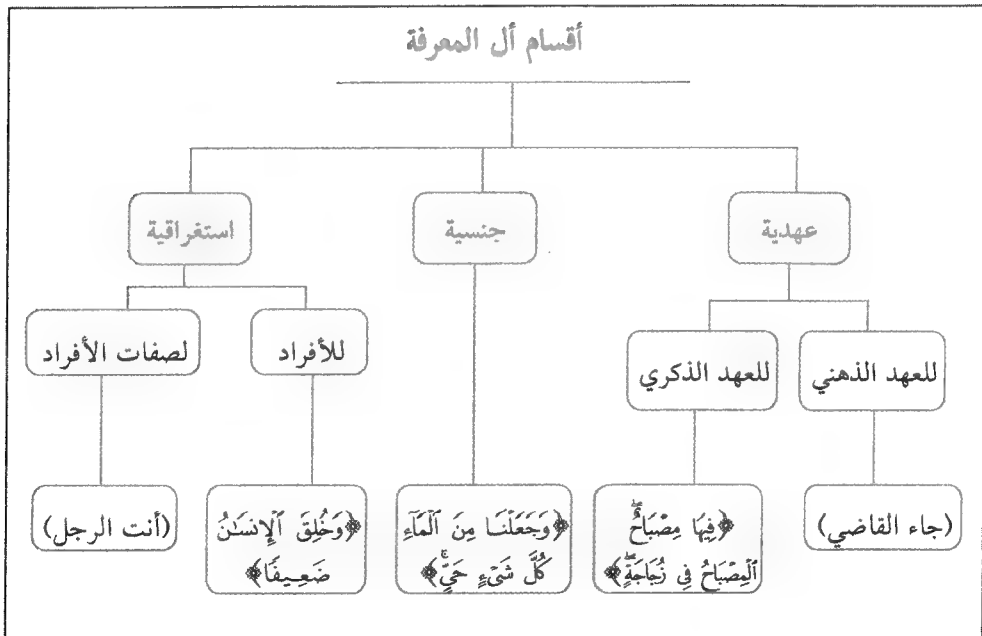 أقسام أل المعرفة
عهدية
جنسية
استغراقية
للعهد الذهني
للعهد الذكري
للأفراد
لصفات الأفراد
(جاء القاضي)
﴿فِيهَا مِصْبَاحٌۖ
ٱلْمِصْبَاحُ فِى زُجَاجَةٍۖ﴾
﴿وَجَعَلْنَا مِنَ ٱلْمَآءِ
كُلَّ شَىْءٍ حَىٍّۚ﴾
﴿وَخُلِقَ ٱلْإِنسَـٰنُ
ضَعِيفًا﴾
(أنت الرجل)